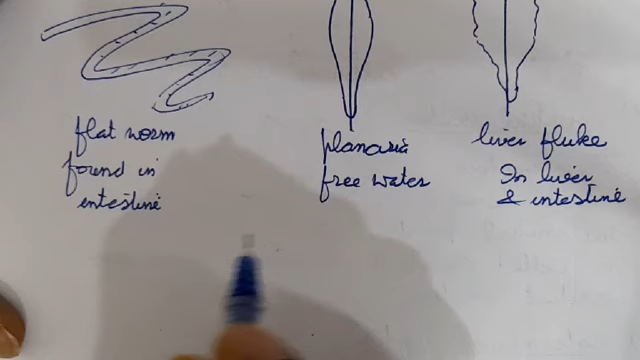 flat worm
found in
intestine
planaria
free water
liver fluke
In liver
& intestine